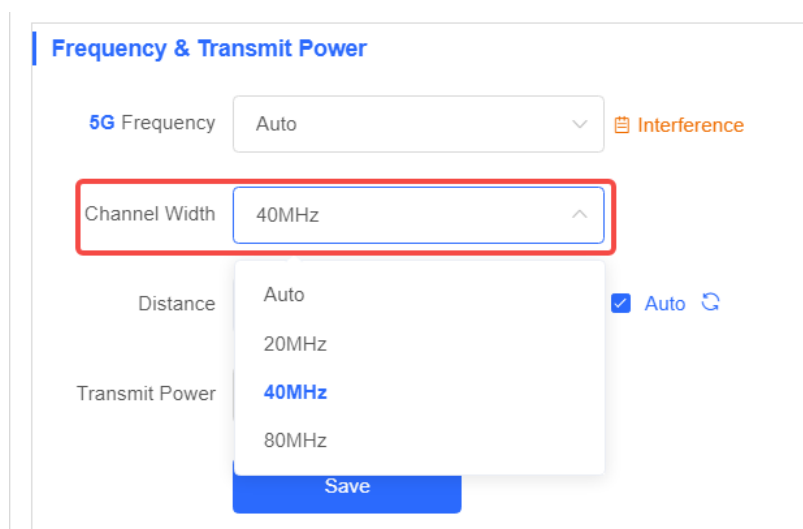 Frequency & Transmit Power
5G Frequency Auto Interference
Channel Width 40MHz
Auto
Distance Auto
20MHz
40MHz
Transmit Power
80MHz
Save